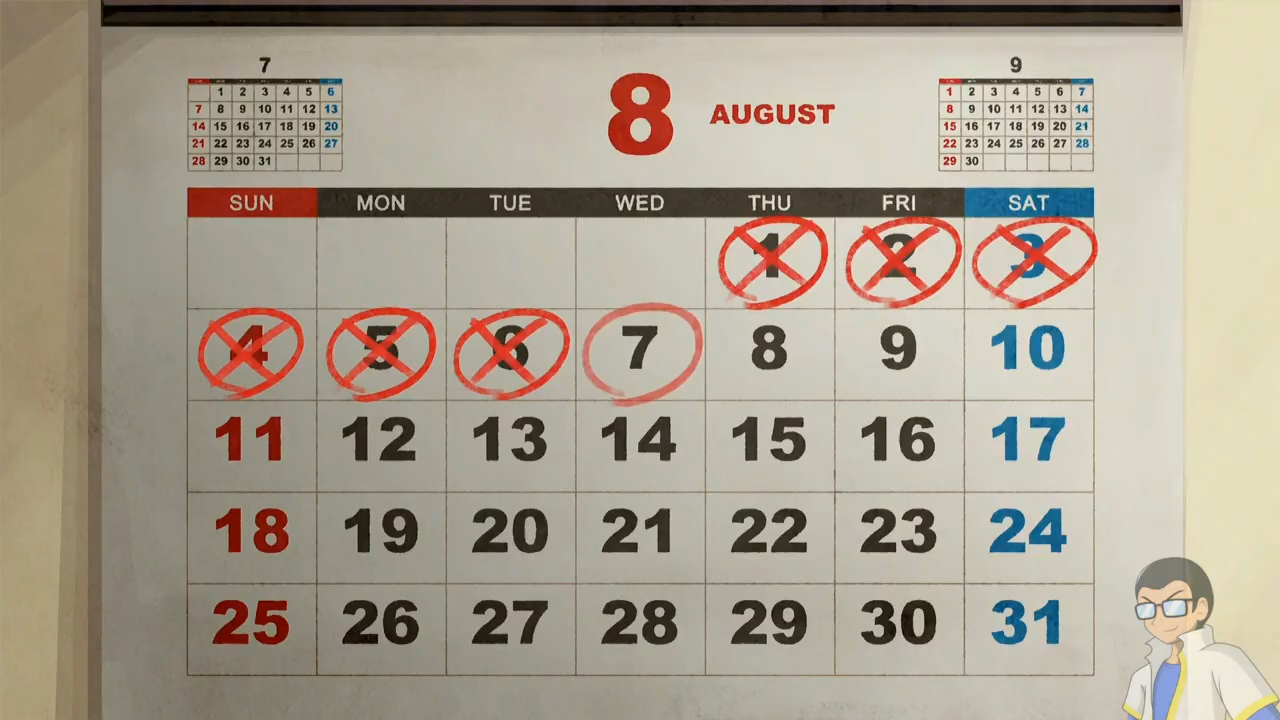 7
1 2 3 4 5 6
7 8 9 10 11 12 13
14 15 16 17 18 19 20
21 22 23 24 25 26 27
28 29 30 31
8 AUGUST
9
1 2 3 4 5 6 7
8 9 10 11 12 13 14
15 16 17 18 19 20 21
22 23 24 25 26 27 28
29 30
SUN MON TUE WED THU FRI SAT
1 2 3
4 5 6 7 8 9 10
11 12 13 14 15 16 17
18 19 20 21 22 23 24
25 26 27 28 29 30 31